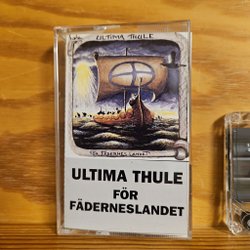 ULTIMA THULE
FÖR FÄDERNESLANDET
ULTIMA THULE
FÖR
FÄDERNESLANDET